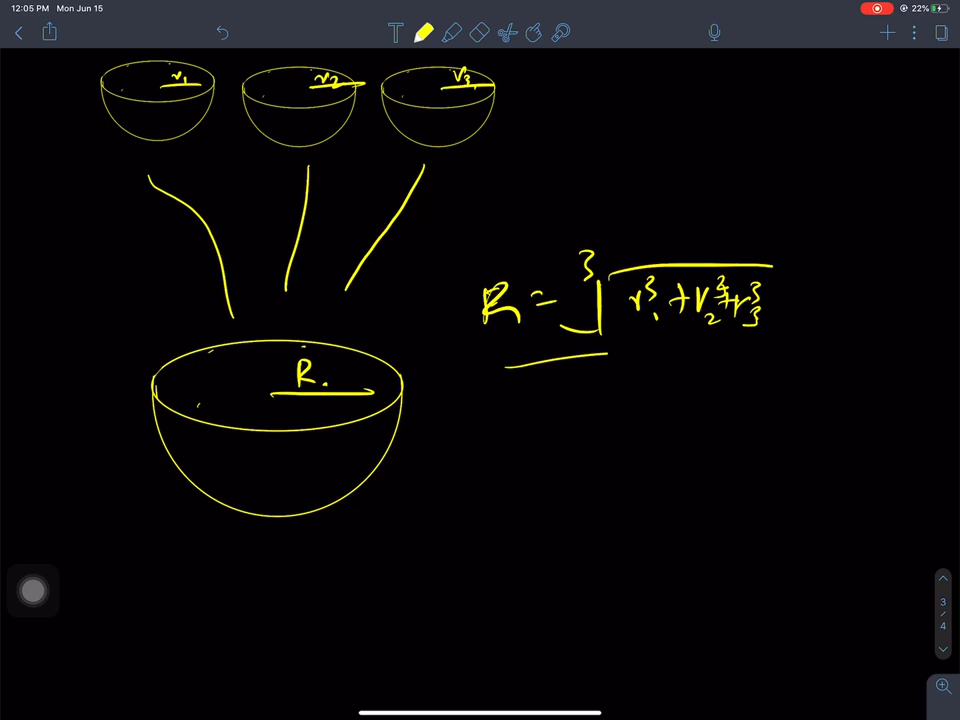 12:05 PM Mon Jun 15
22%
T
r₁ r₂ r₃
R = ∛(r₁³ + r₂³ + r₃³)
R.
3 / 4